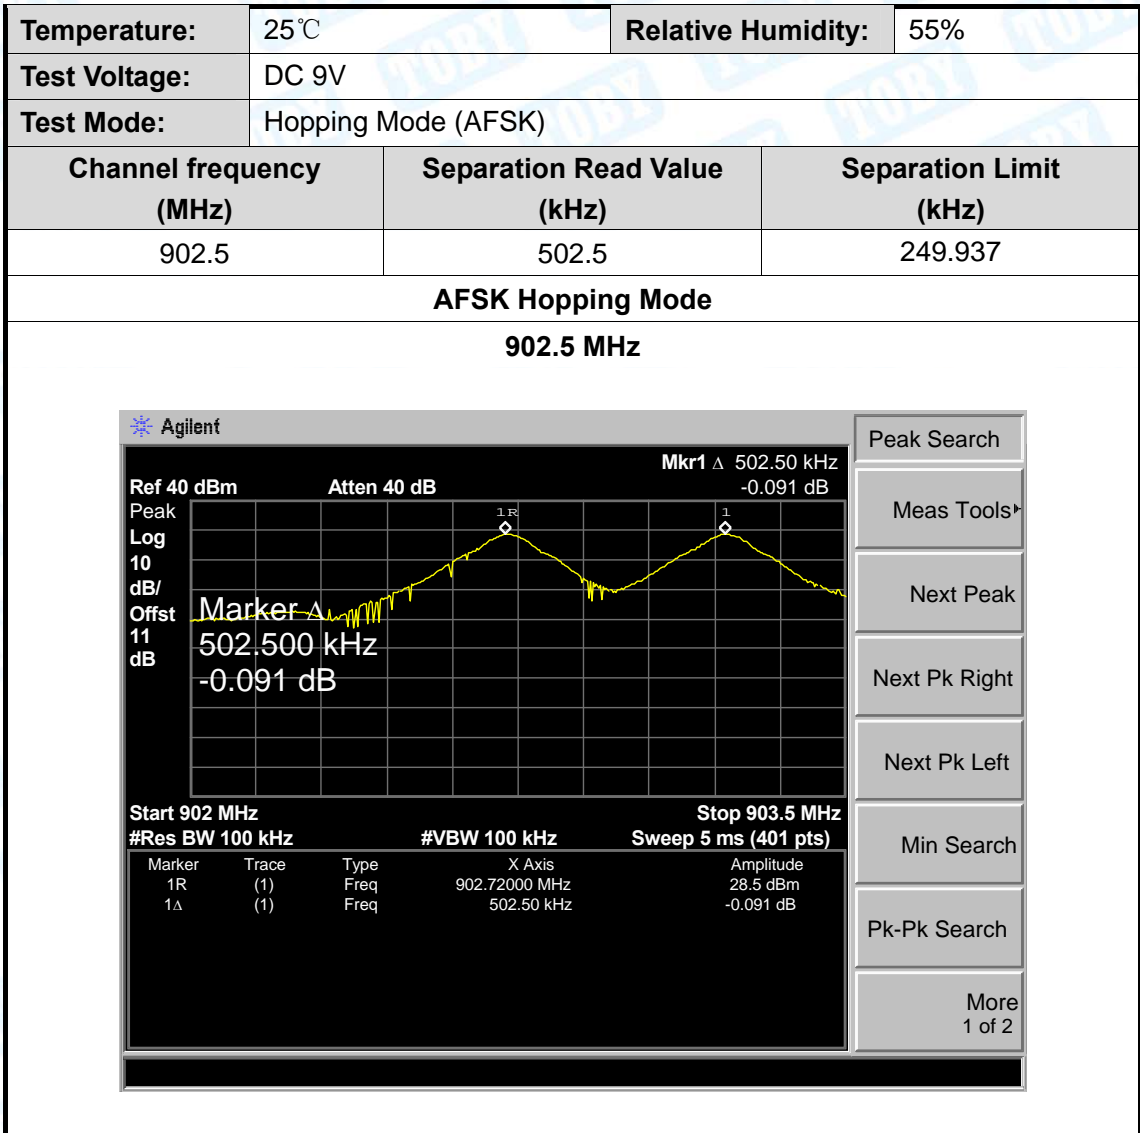 Temperature: 25℃ Relative Humidity: 55%
Test Voltage: DC 9V
Test Mode: Hopping Mode (AFSK)
Channel frequency Separation Read Value Separation Limit
(MHz) (kHz) (kHz)
902.5 502.5 249.937
AFSK Hopping Mode
902.5 MHz
Agilent
Peak Search
Mkr1 Δ 502.50 kHz
Ref 40 dBm Atten 40 dB -0.091 dB
Peak
Log
10
dB/
Offst
11
dB
1R 1
Marker Δ
502.500 kHz
-0.091 dB
Start 902 MHz Stop 903.5 MHz
#Res BW 100 kHz #VBW 100 kHz Sweep 5 ms (401 pts)
Marker Trace Type X Axis Amplitude
1R (1) Freq 902.72000 MHz 28.5 dBm
1Δ (1) Freq 502.50 kHz -0.091 dB
Meas Tools
Next Peak
Next Pk Right
Next Pk Left
Min Search
Pk-Pk Search
More
1 of 2
TOBY
TOBY
TOBY
TOBY
TOBY